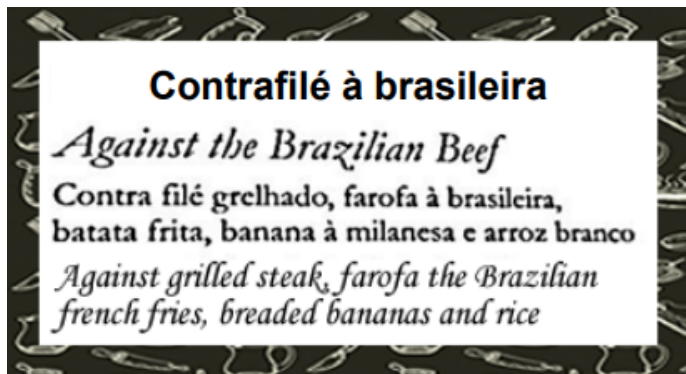 Contrafilé à brasileira
Against the Brazilian Beef
Contra filé grelhado, farofa à brasileira,
batata frita, banana à milanesa e arroz branco
Against grilled steak, farofa the Brazilian
french fries, breaded bananas and rice